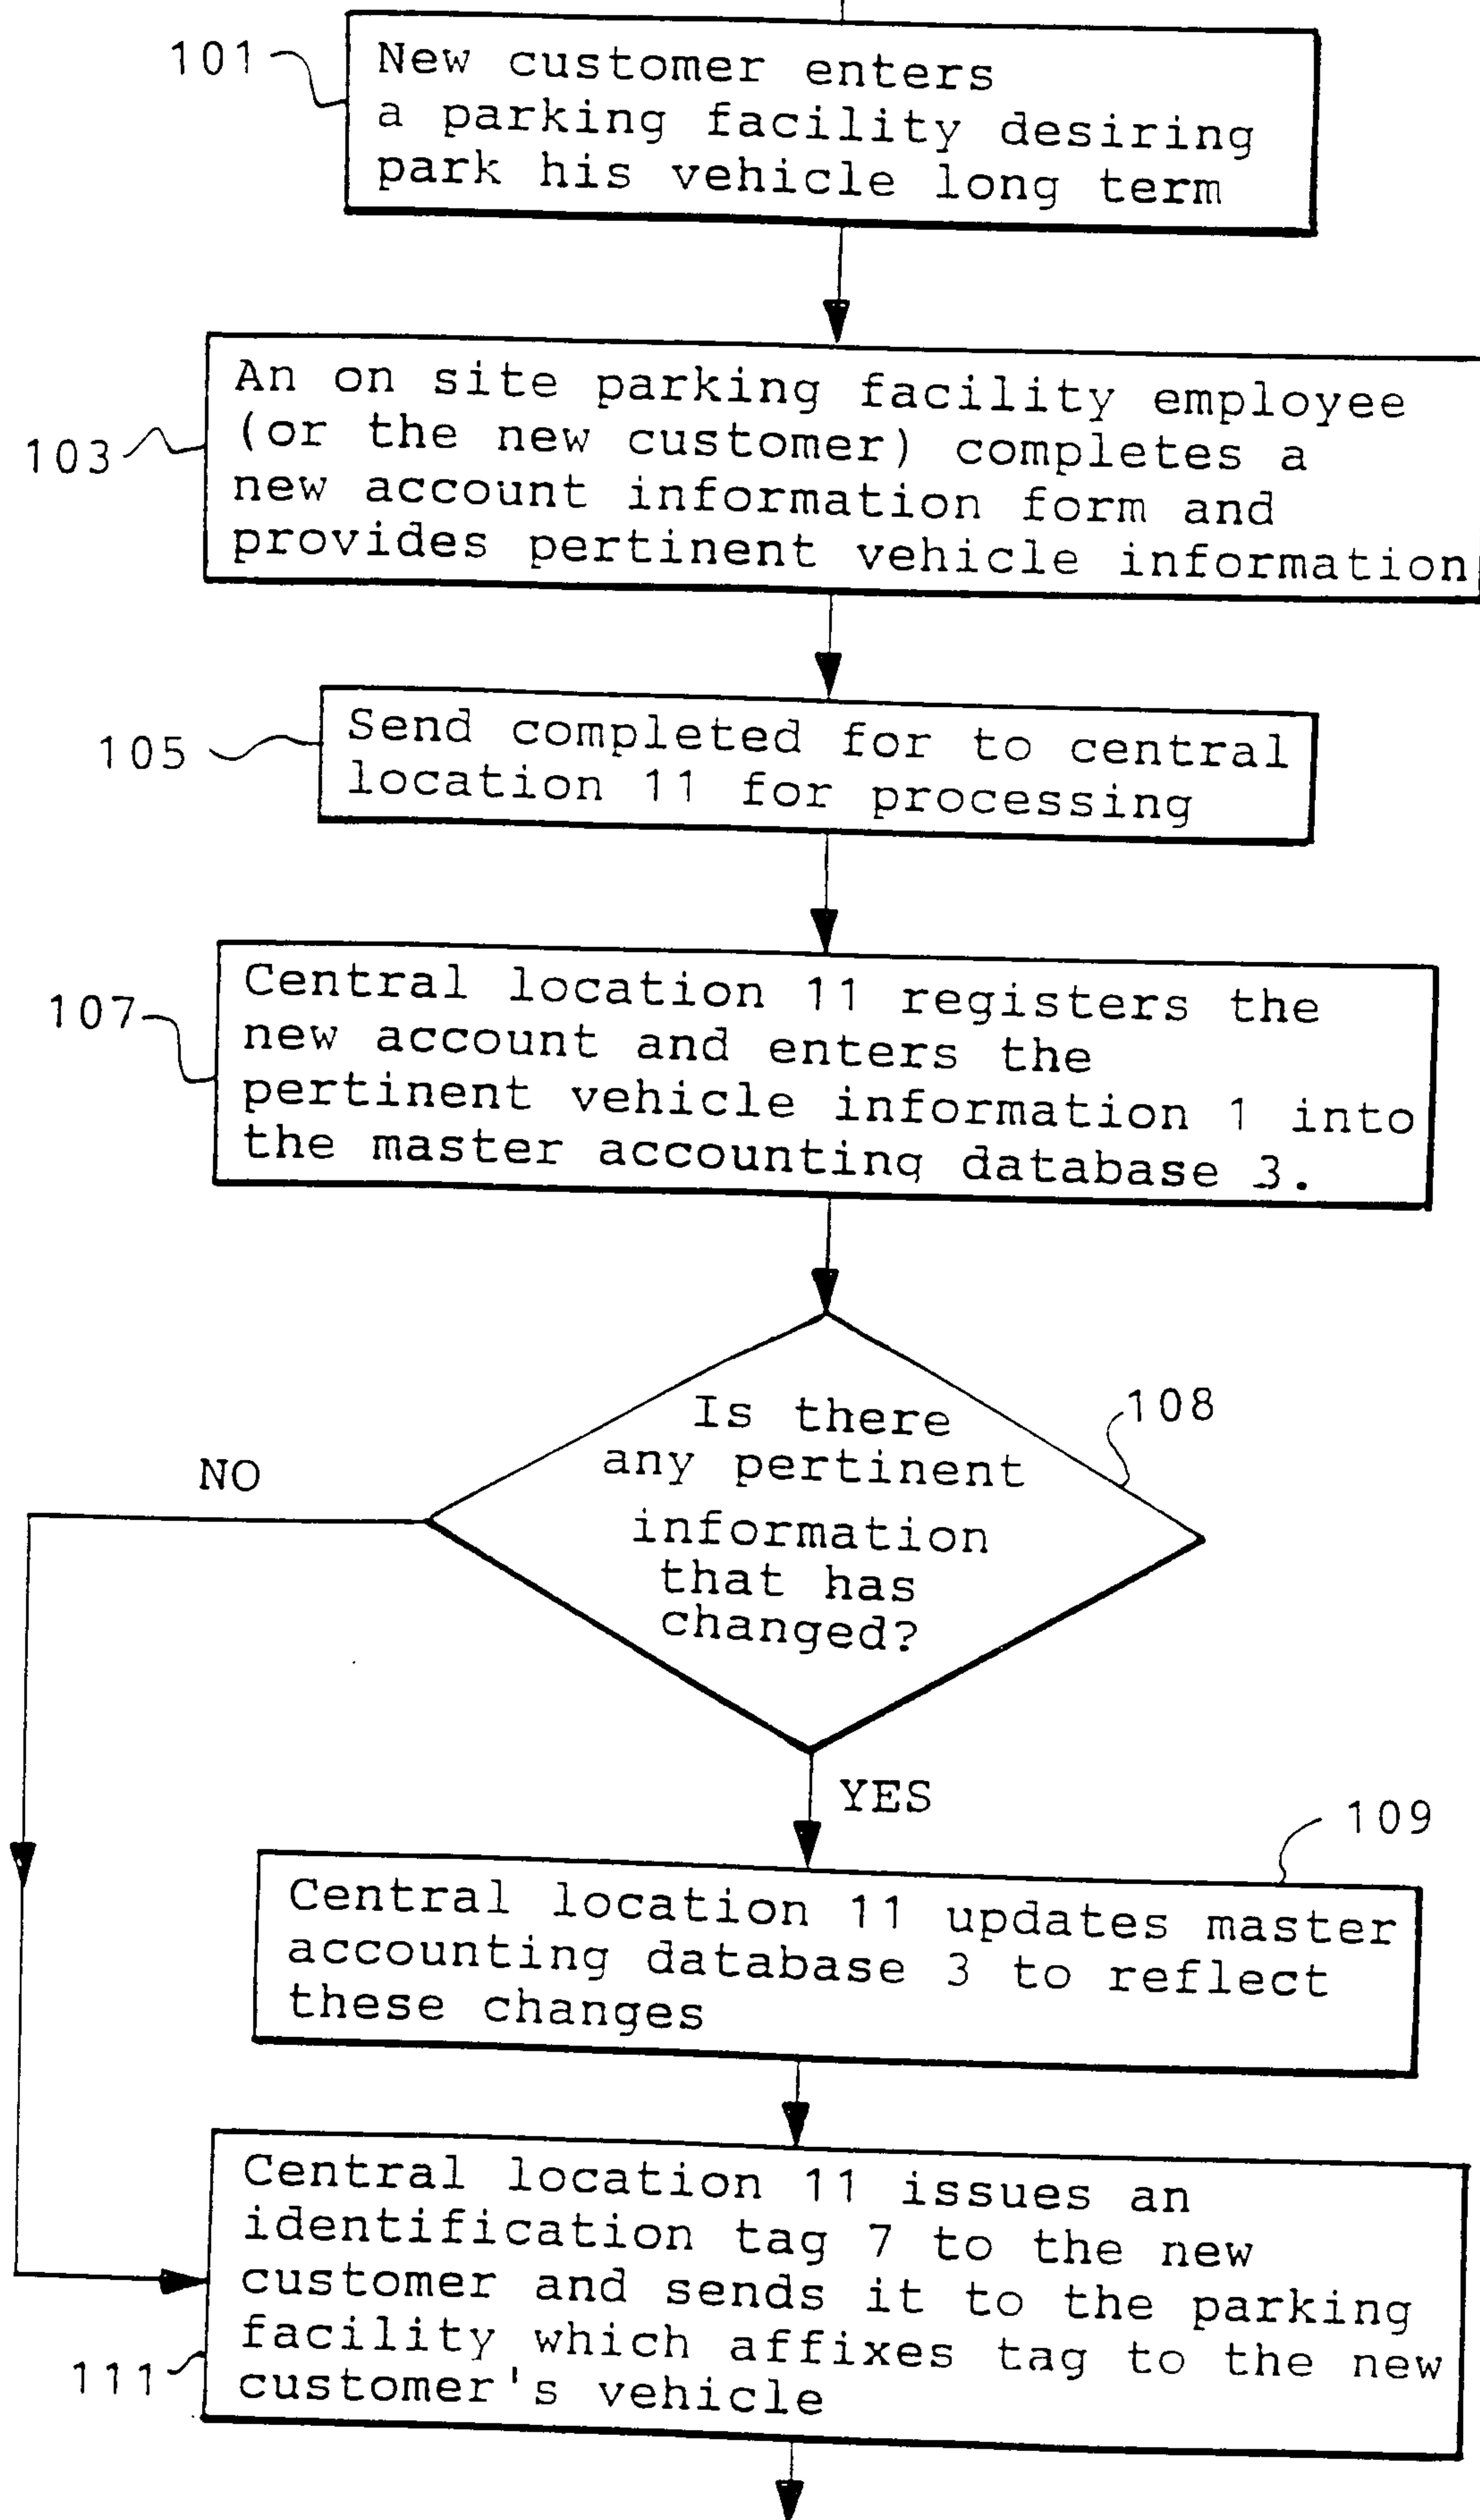 101
New customer enters
a parking facility desiring
park his vehicle long term
103
An on site parking facility employee
(or the new customer) completes a
new account information form and
provides pertinent vehicle information
105
Send completed for to central
location 11 for processing
107
Central location 11 registers the
new account and enters the
pertinent vehicle information 1 into
the master accounting database 3.
108
Is there
any pertinent
information
that has
changed?
NO
YES
109
Central location 11 updates master
accounting database 3 to reflect
these changes
111
Central location 11 issues an
identification tag 7 to the new
customer and sends it to the parking
facility which affixes tag to the new
customer's vehicle